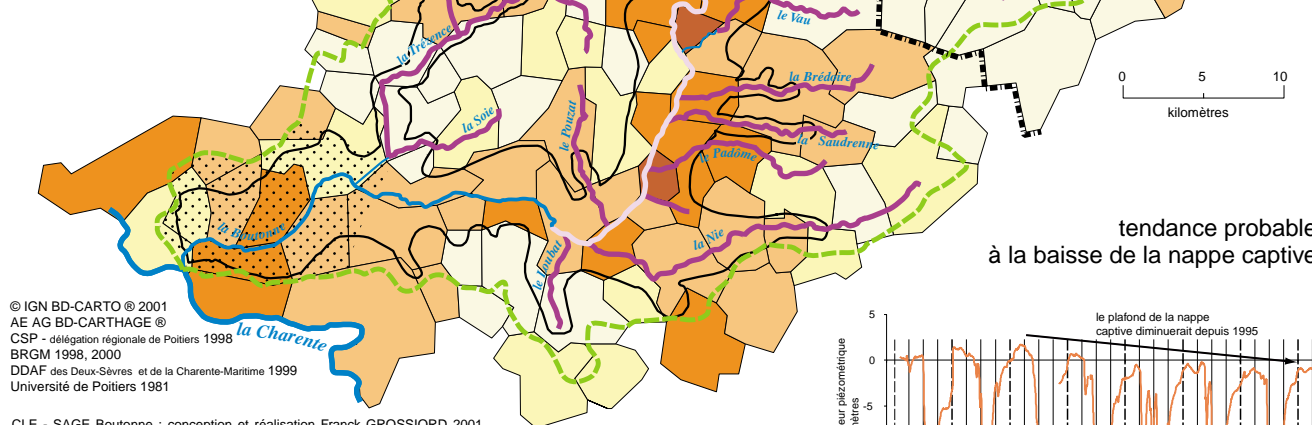 la Trésence
le Vau
la Brédoire
la Soie
le Pouzat
la Saudrenne
le Padôme
la Boutonne
la Nie
le Loubat
la Charente
0 5 10
kilomètres
tendance probable
à la baisse de la nappe captive
© IGN BD-CARTO ® 2001
AE AG BD-CARTHAGE ®
CSP - délégation régionale de Poitiers 1998
BRGM 1998, 2000
DDAF des Deux-Sèvres et de la Charente-Maritime 1999
Université de Poitiers 1981
CLE - SAGE Boutonne : conception et réalisation Franck GROSSIORD 2001
le plafond de la nappe
captive diminuerait depuis 1995
5
0
-5
piézométrique